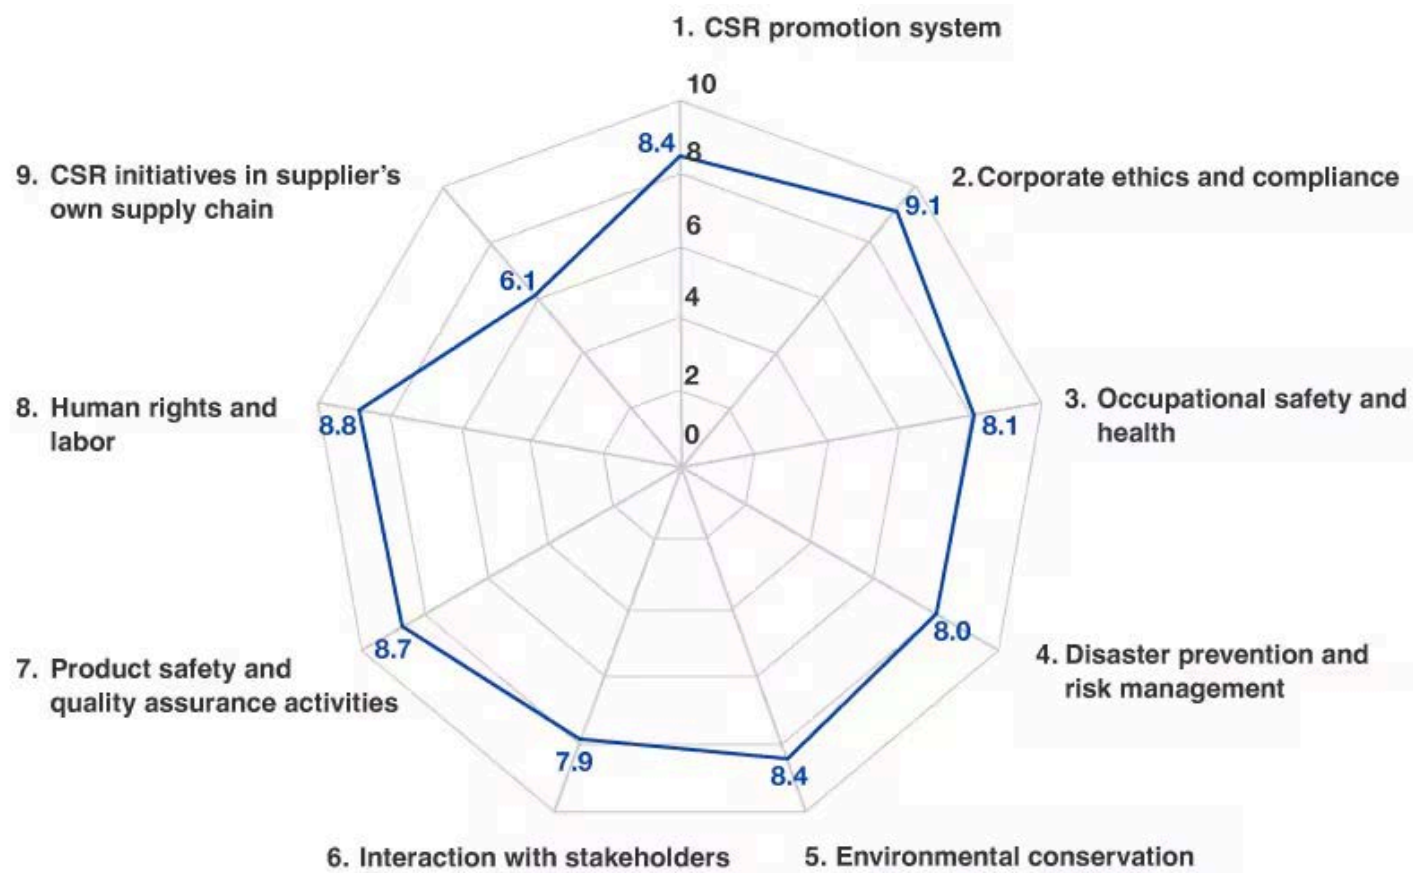 1. CSR promotion system
10
8.4
8
9. CSR initiatives in supplier's
own supply chain
2. Corporate ethics and compliance
9.1
6
6.1
4
2
8. Human rights and
labor
8.8
3. Occupational safety and
health
8.1
0
8.0
8.7
4. Disaster prevention and
risk management
7. Product safety and
quality assurance activities
7.9
8.4
6. Interaction with stakeholders
5. Environmental conservation